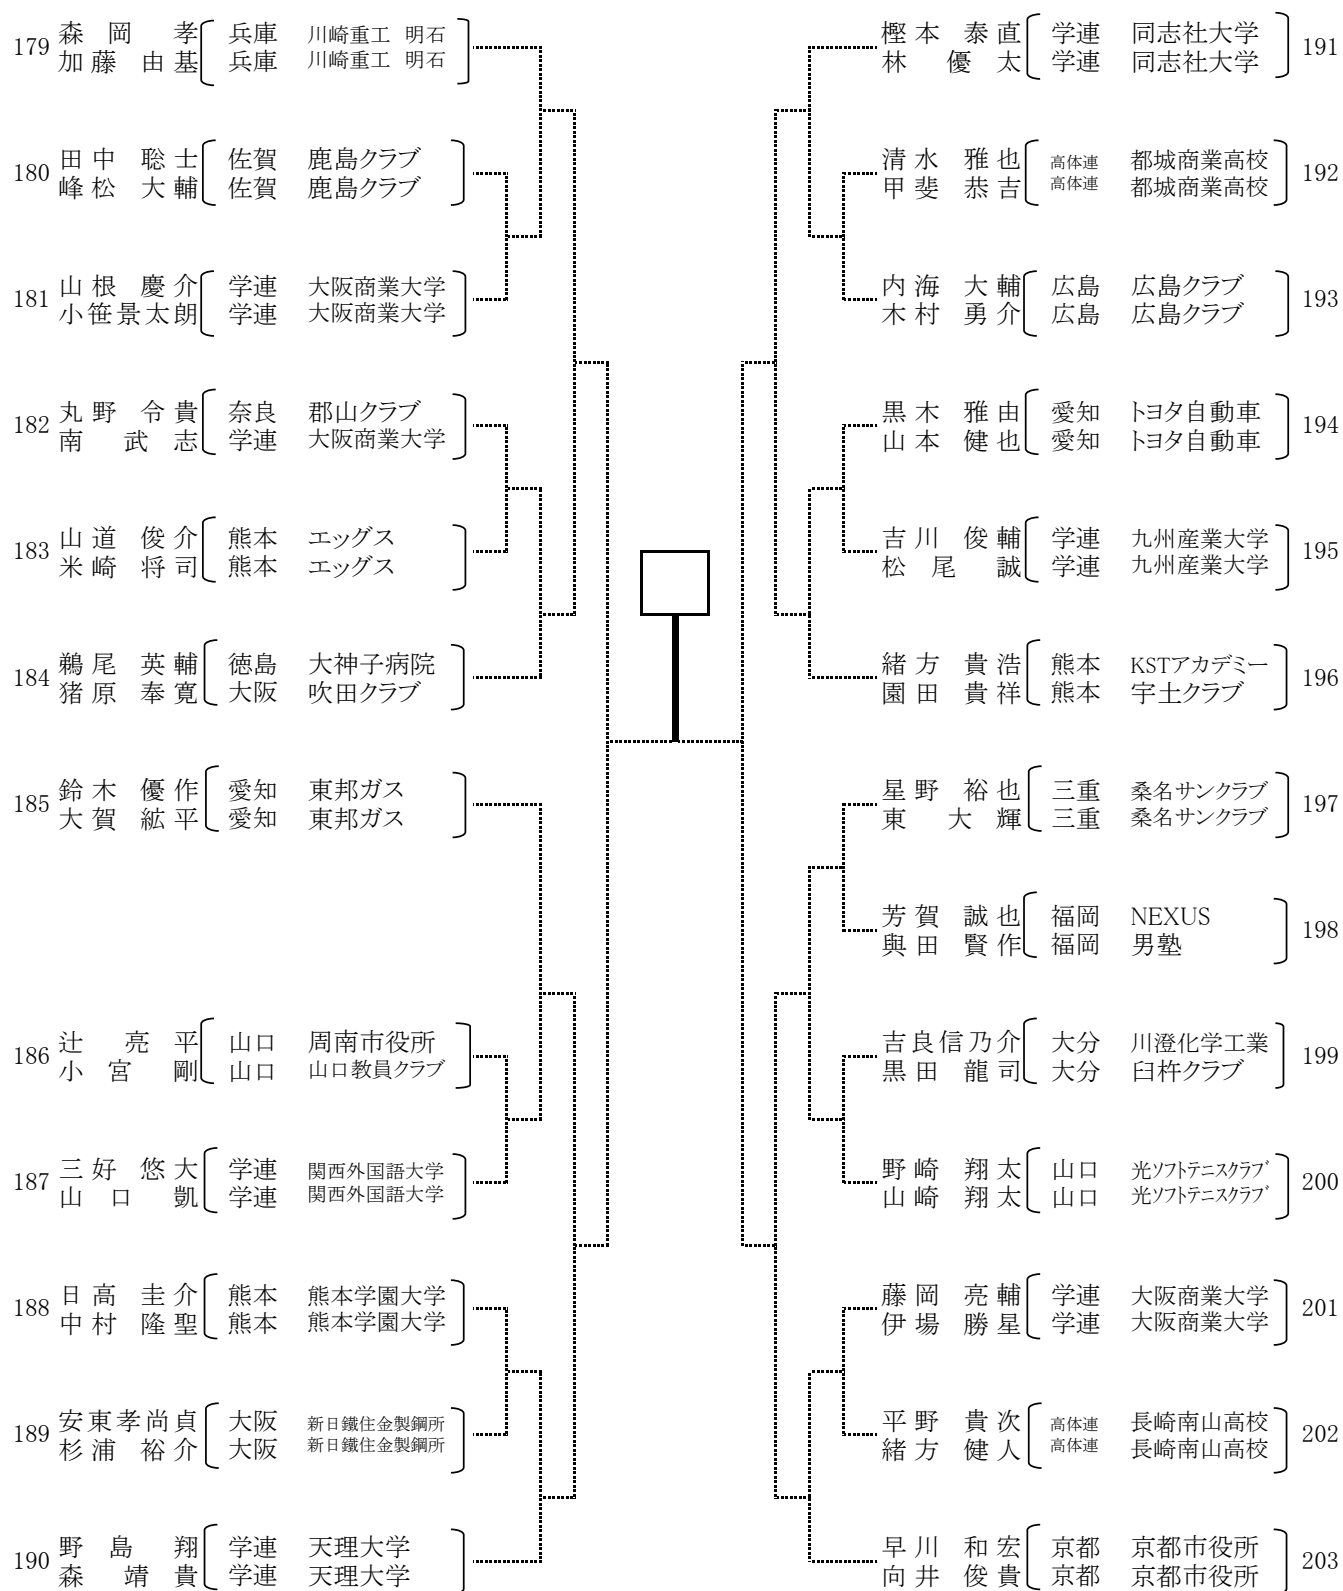 179 森岡 孝 兵庫 川崎重工 明石
加藤由基 兵庫 川崎重工 明石
180 田中聡士 佐賀 鹿島クラブ
峰松大輔 佐賀 鹿島クラブ
181 山根慶介 学連 大阪商業大学
小笹景太朗 学連 大阪商業大学
182 丸野令貴 奈良 郡山クラブ
南 武志 学連 大阪商業大学
183 山道俊介 熊本 エッグス
米崎将司 熊本 エッグス
184 鵜尾英輔 徳島 大神子病院
猪原奉寛 大阪 吹田クラブ
185 鈴木優作 愛知 東邦ガス
大賀紘平 愛知 東邦ガス
186 辻 亮平 山口 周南市役所
小宮 剛 山口 山口教員クラブ
187 三好悠大 学連 関西外国語大学
山口 凱 学連 関西外国語大学
188 日高圭介 熊本 熊本学園大学
中村隆聖 熊本 熊本学園大学
189 安東孝尚貞 大阪 新日鐵住金製鋼所
杉浦裕介 大阪 新日鐵住金製鋼所
190 野島 翔 学連 天理大学
森 靖貴 学連 天理大学
樫本泰直 学連 同志社大学 191
林 優太 学連 同志社大学
清水雅也 高体連 都城商業高校 192
甲斐恭吉 高体連 都城商業高校
内海大輔 広島 広島クラブ 193
木村勇介 広島 広島クラブ
黒木雅由 愛知 トヨタ自動車 194
山本健也 愛知 トヨタ自動車
吉川俊輔 学連 九州産業大学 195
松尾 誠 学連 九州産業大学
緒方貴浩 熊本 KSTアカデミー 196
園田貴祥 熊本 宇土クラブ
星野裕也 三重 桑名サンクラブ 197
東 大輝 三重 桑名サンクラブ
芳賀誠也 福岡 NEXUS 198
與田賢作 福岡 男塾
吉良信乃介 大分 川澄化学工業 199
黒田龍司 大分 臼杵クラブ
野崎翔太 山口 光ソフトテニスクラブ 200
山崎翔太 山口 光ソフトテニスクラブ
藤岡亮輔 学連 大阪商業大学 201
伊場勝星 学連 大阪商業大学
平野貴次 高体連 長崎南山高校 202
緒方健人 高体連 長崎南山高校
早川和宏 京都 京都市役所 203
向井俊貴 京都 京都市役所